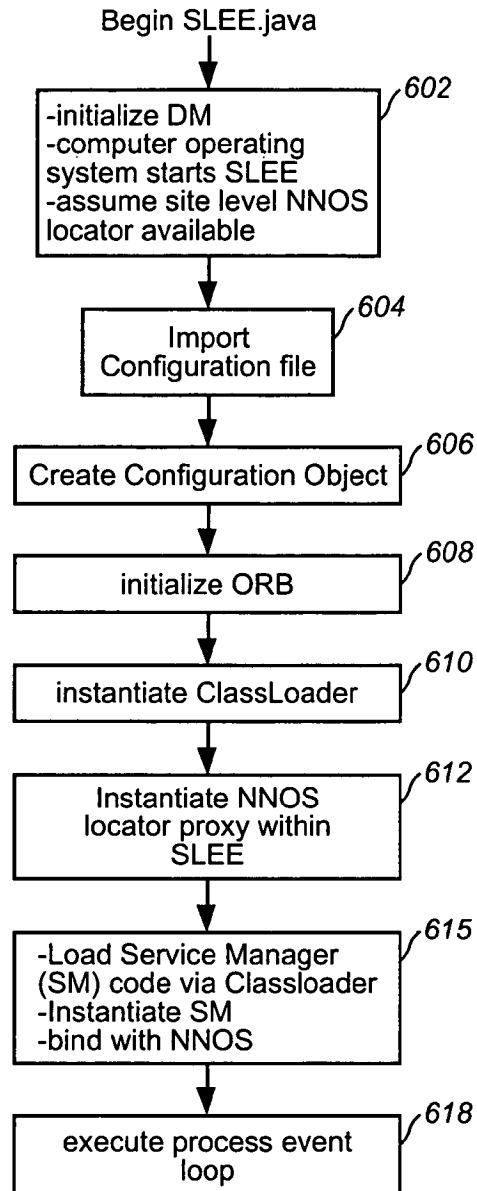 Begin SLEE.java
602
-initialize DM
-computer operating
system starts SLEE
-assume site level NNOS
locator available
604
Import
Configuration file
606
Create Configuration Object
608
initialize ORB
610
instantiate ClassLoader
612
Instantiate NNOS
locator proxy within
SLEE
615
-Load Service Manager
(SM) code via Classloader
-Instantiate SM
-bind with NNOS
618
execute process event
loop